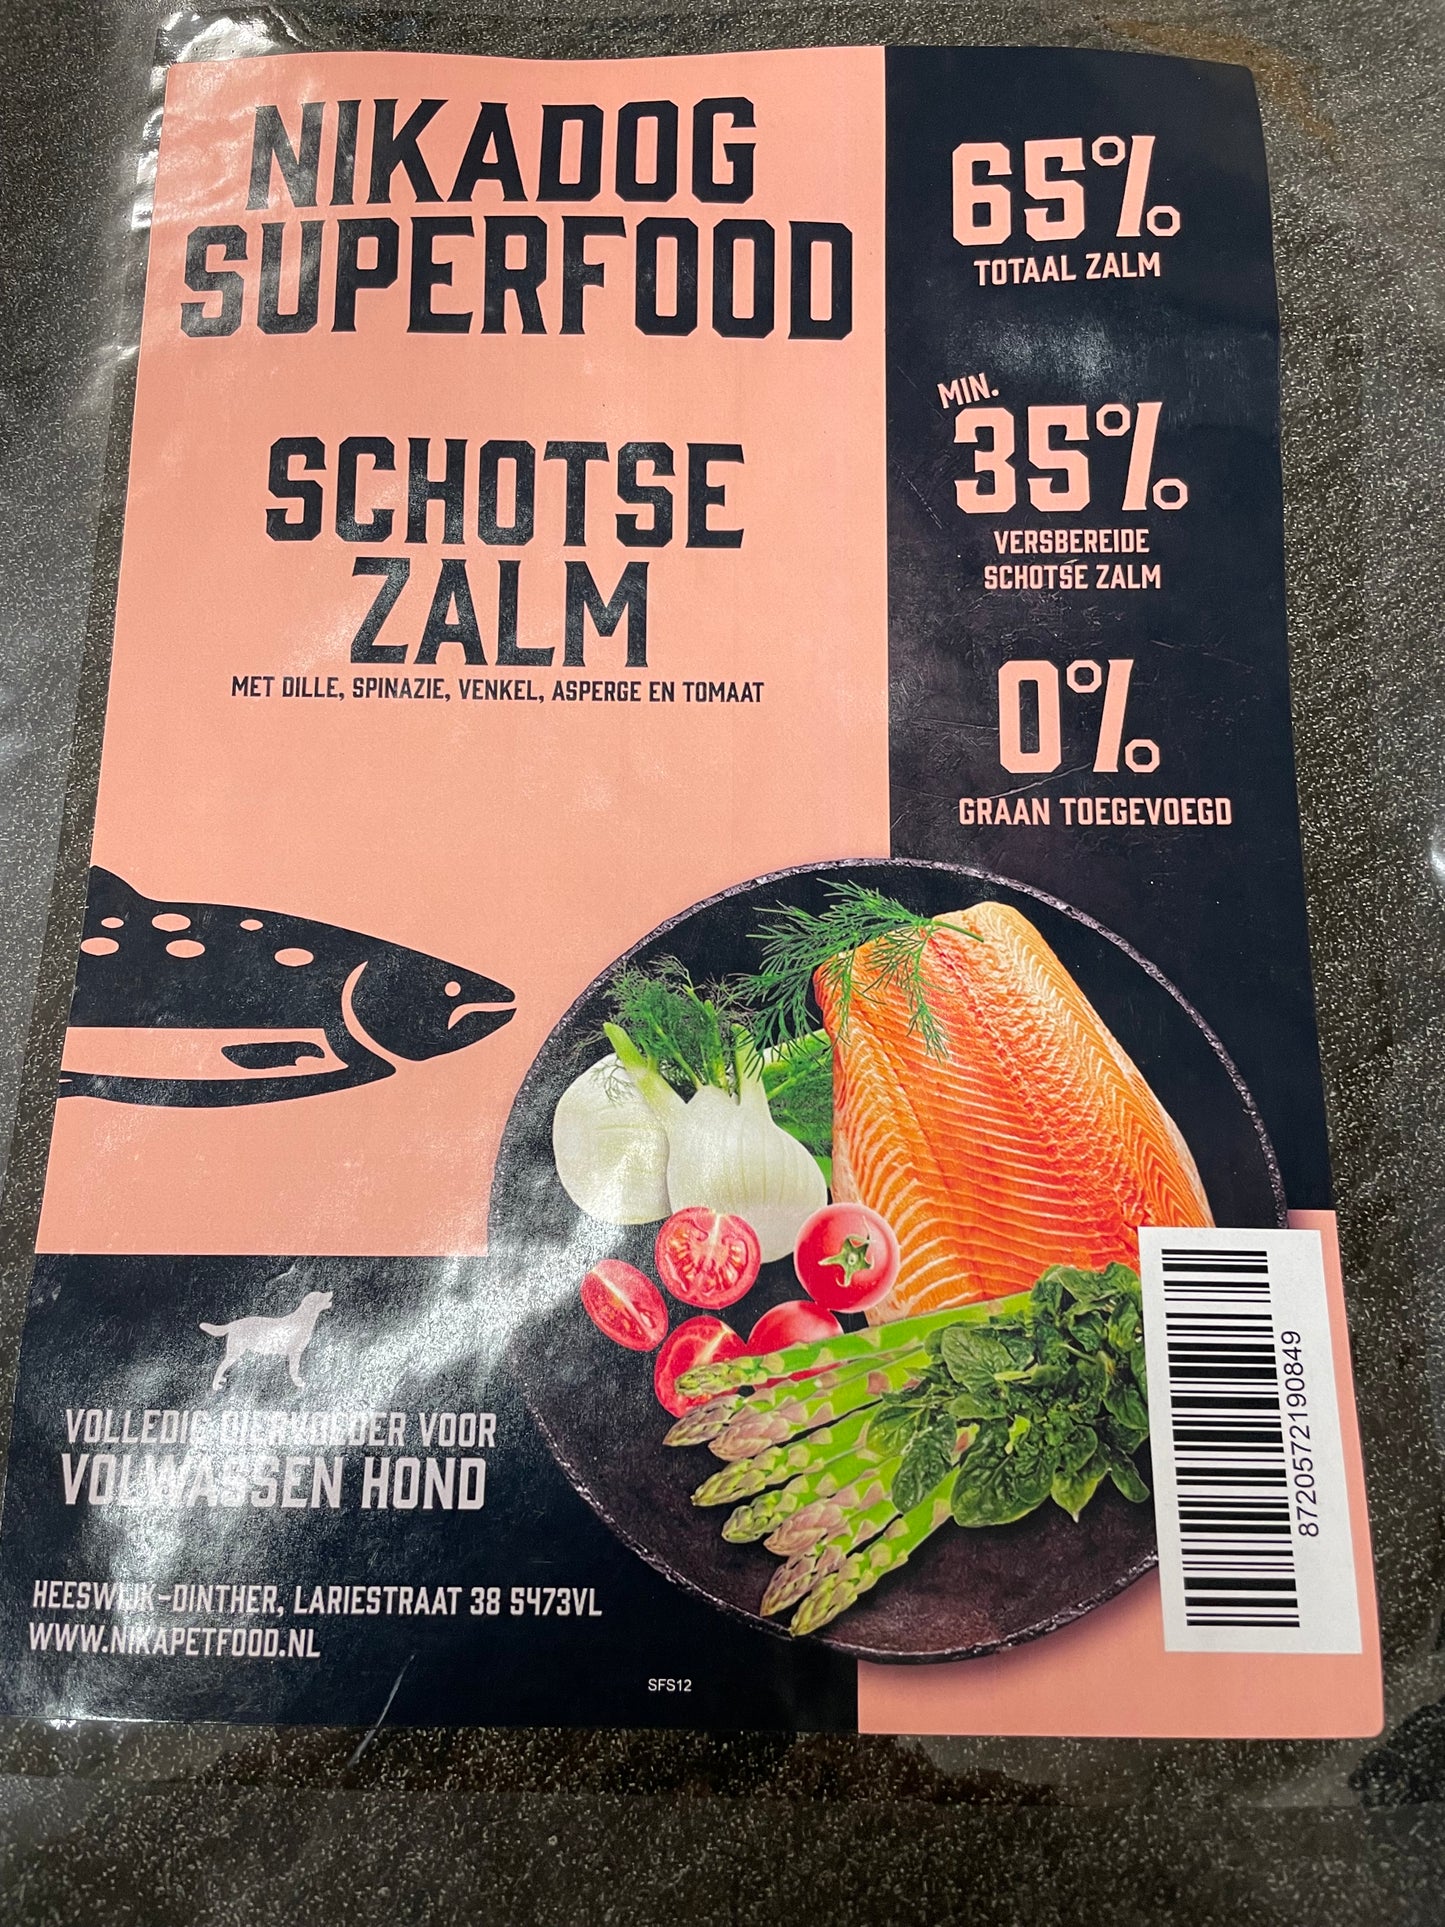 NIKADOG
SUPERFOOD
SCHOTSE
ZALM
MET DILLE, SPINAZIE, VENKEL, ASPERGE EN TOMAAT
65%
TOTAAL ZALM
MIN.
35%
VERSBEREIDE
SCHOTSE ZALM
0%
GRAAN TOEGEVOEGD
VOLLEDIG DIERVOEDER VOOR
VOLWASSEN HOND
HEESWIJK-DINTHER, LARIESTRAAT 38 5473VL
WWW.NIKAPETFOOD.NL
SFS12
8720572190849